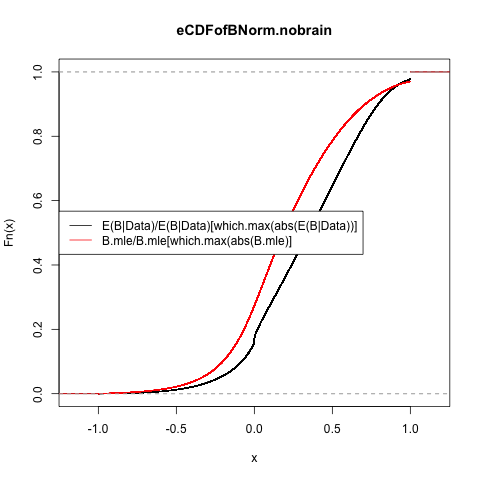 eCDFofBNorm.nobrain
Fn(x)
1.0
0.8
0.6
0.4
0.2
0.0
E(B|Data)/E(B|Data)[which.max(abs(E(B|Data))]
B.mle/B.mle[which.max(abs(B.mle)]
-1.0 -0.5 0.0 0.5 1.0
x